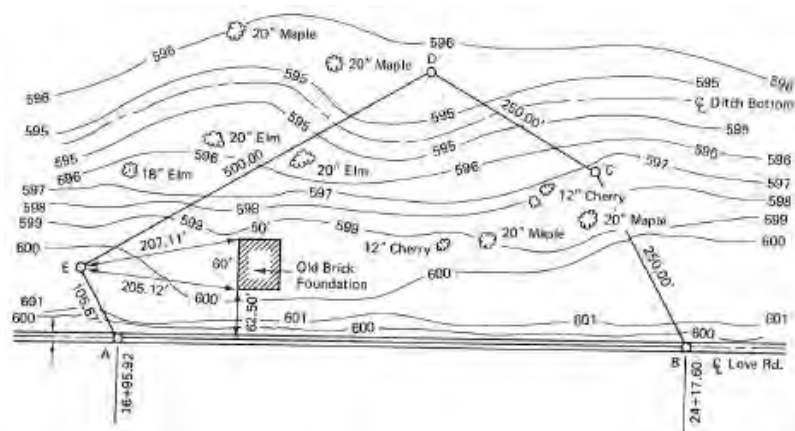 20" Maple
596
20" Maple
D
596
596
595
250.00'
595
℄ Ditch Bottom
595
595
595
20" Elm
595
596
596
595
18" Elm
596
20" Elm
500.00
596
C
597
596
597
597
12" Cherry
597
598
598
598
599
599
50'
599
20" Maple
599
20" Maple
600
207.11'
12" Cherry
600
E
60'
Old Brick
Foundation
600
250.00'
205.12'
600
105.67'
62.50'
601
601
600
601
600
601
600
A
B
℄ Love Rd.
16+95.92
24+17.60